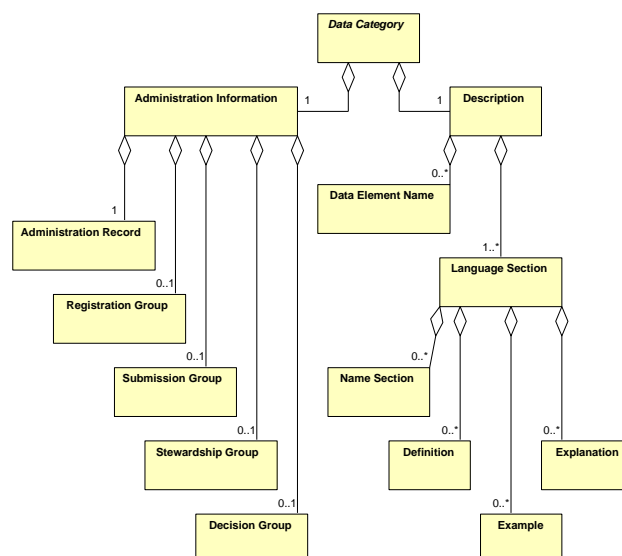 Data Category
Administration Information
1
1
Description
0..*
Data Element Name
1
Administration Record
1..*
Language Section
0..1
Registration Group
0..1
Submission Group
0..*
Name Section
0..1
Stewardship Group
0..*
Definition
0..*
Explanation
0..1
Decision Group
0..*
Example